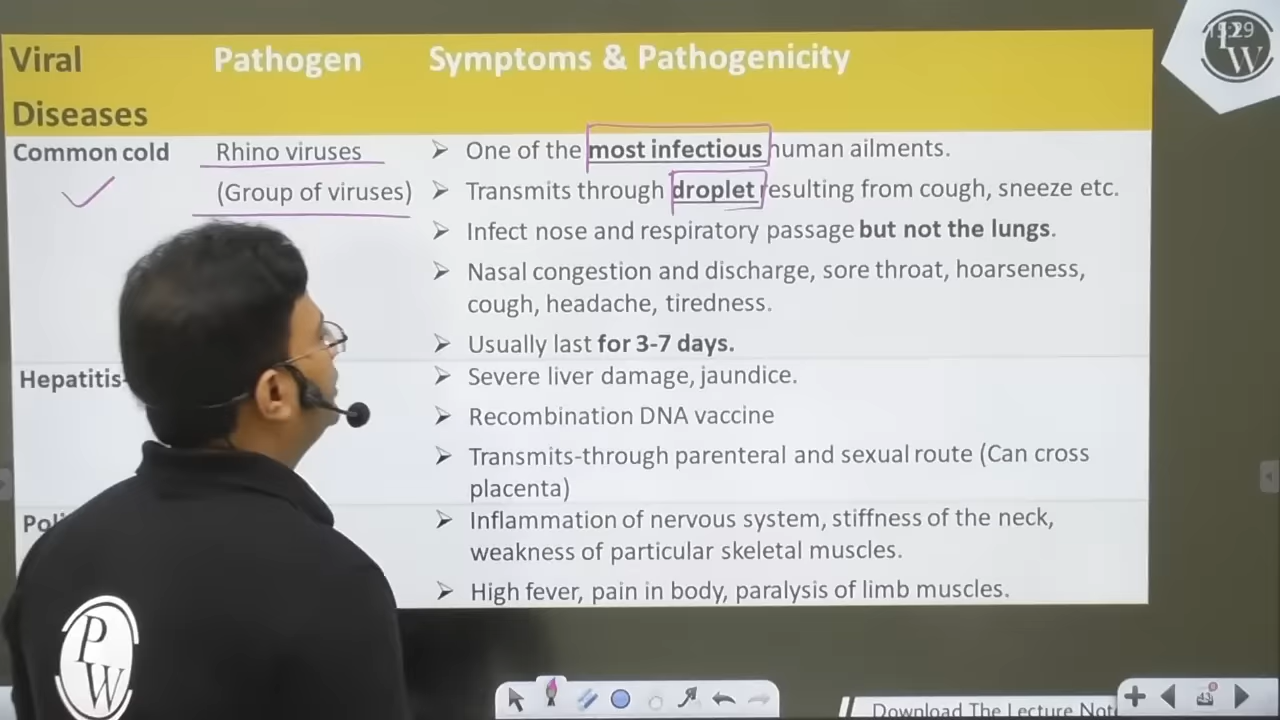 Viral Diseases
Pathogen
Symptoms & Pathogenicity
Common cold
Rhino viruses
(Group of viruses)
➢ One of the most infectious human ailments.
➢ Transmits through droplet resulting from cough, sneeze etc.
➢ Infect nose and respiratory passage but not the lungs.
➢ Nasal congestion and discharge, sore throat, hoarseness,
cough, headache, tiredness.
➢ Usually last for 3-7 days.
Hepatitis-
➢ Severe liver damage, jaundice.
➢ Recombination DNA vaccine
➢ Transmits-through parenteral and sexual route (Can cross
placenta)
➢ Inflammation of nervous system, stiffness of the neck,
weakness of particular skeletal muscles.
➢ High fever, pain in body, paralysis of limb muscles.
PW
PW
Download The Lecture
43